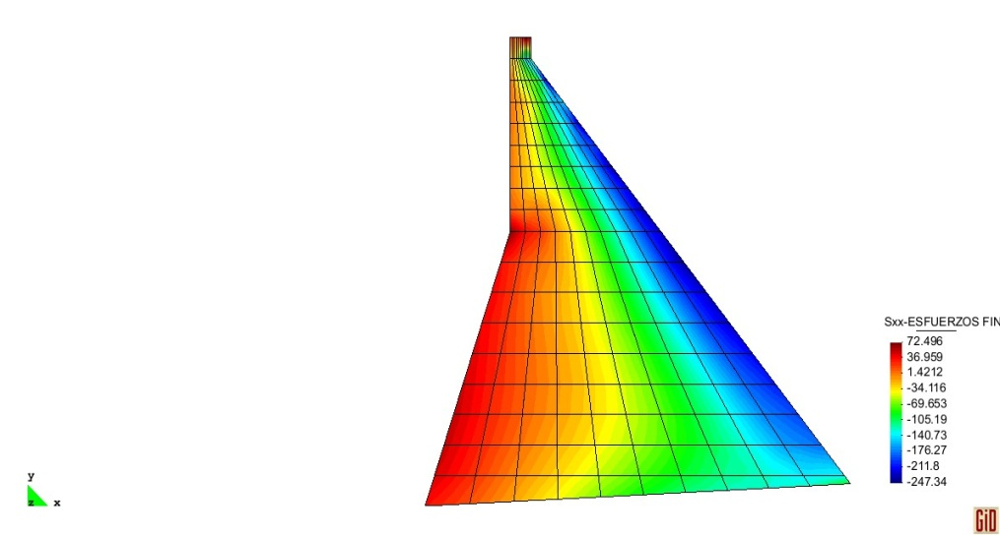 Sxx-ESFUERZOS FIN
72.496
36.959
1.4212
-34.116
-69.653
-105.19
-140.73
-176.27
-211.8
-247.34
y
z x
GiD